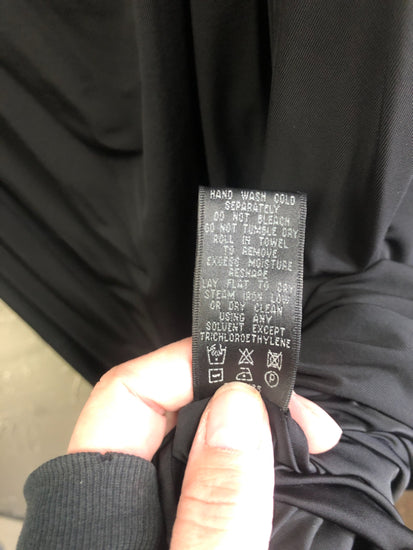 HAND WASH COLD
SEPARATELY
DO NOT BLEACH
DO NOT TUMBLE DRY
ROLL IN TOWEL
TO REMOVE
EXCESS MOISTURE
RESHAPE
LAY FLAT TO DRY
STEAM IRON LOW
OR DRY CLEAN
USING ANY
SOLVENT EXCEPT
TRICHLOROETHYLENE
P